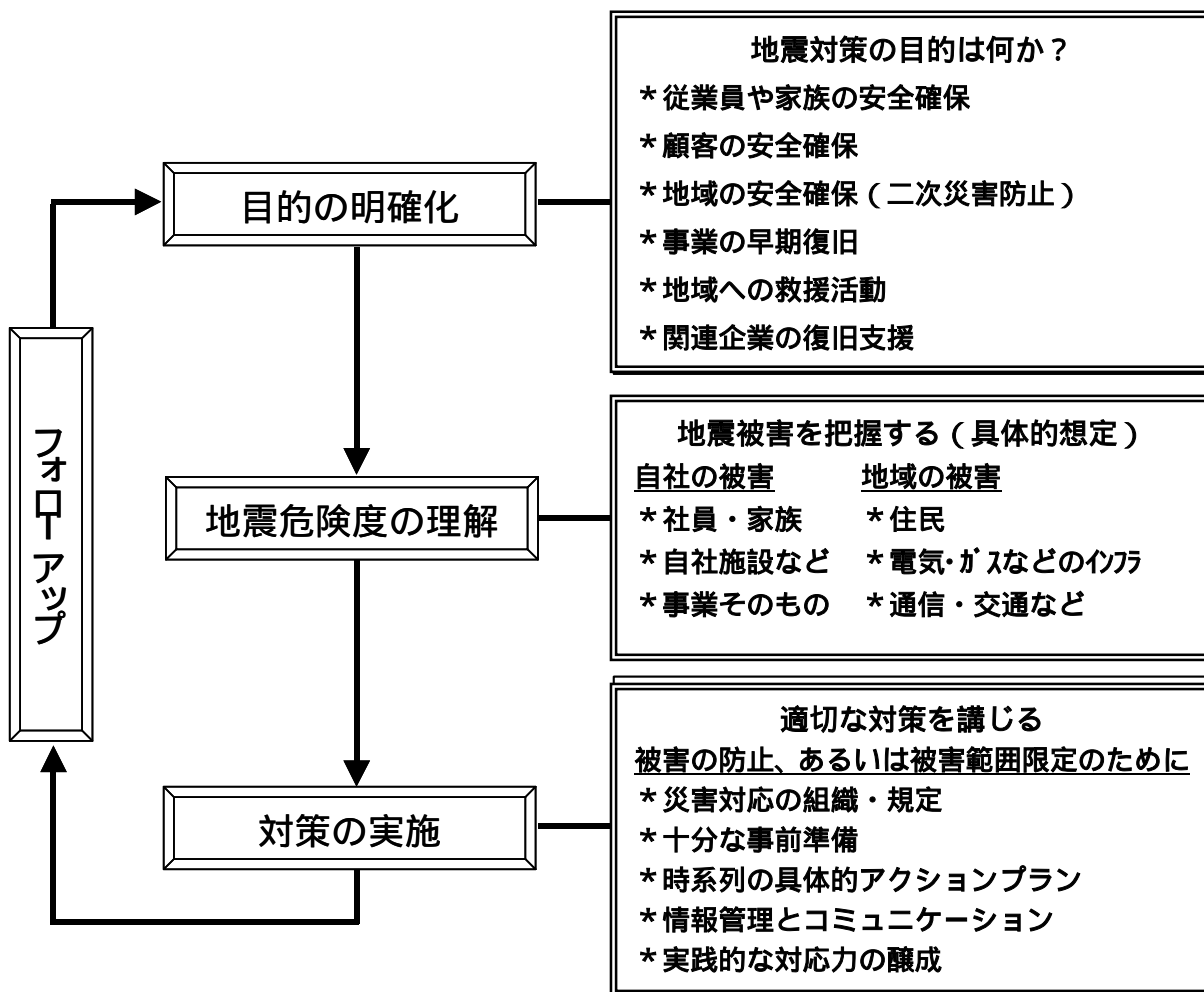 地震対策の目的は何か？
＊従業員や家族の安全確保
＊顧客の安全確保
＊地域の安全確保（二次災害防止）
＊事業の早期復旧
＊地域への救援活動
＊関連企業の復旧支援
目的の明確化
地震被害を把握する（具体的想定）
自社の被害　地域の被害
＊社員・家族　＊住民
＊自社施設など　＊電気・ガスなどのインフラ
＊事業そのもの　＊通信・交通など
地震危険度の理解
適切な対策を講じる
被害の防止、あるいは被害範囲限定のために
＊災害対応の組織・規定
＊十分な事前準備
＊時系列の具体的アクションプラン
＊情報管理とコミュニケーション
＊実践的な対応力の醸成
対策の実施
フォローアップ